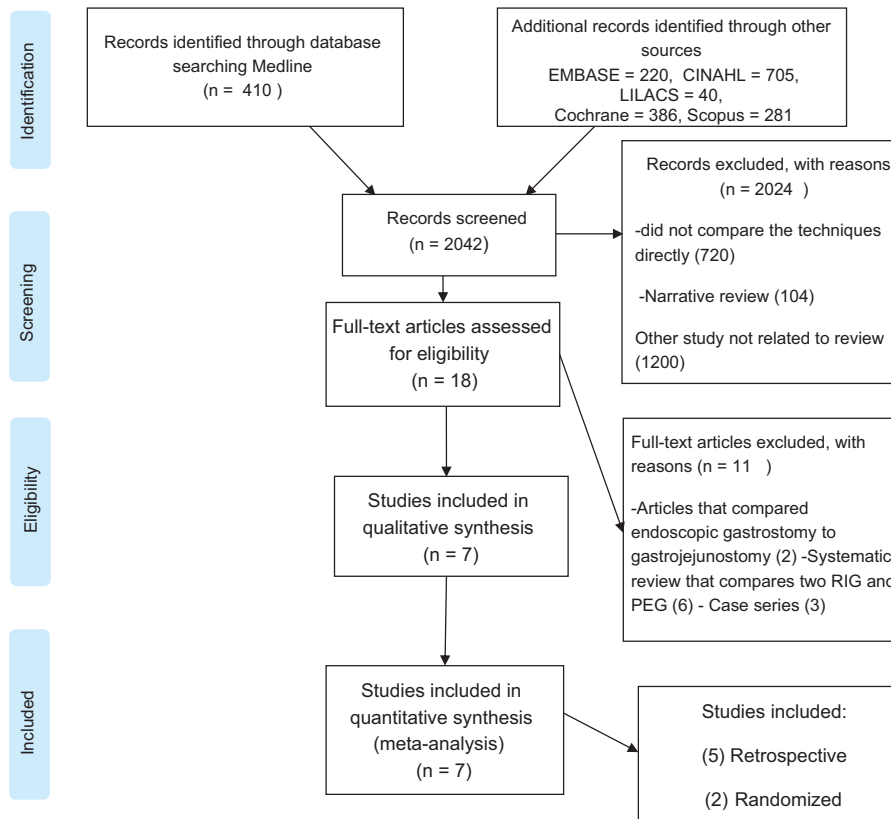 Identification
Records identified through database
searching Medline
(n = 410 )
Additional records identified through other
sources
EMBASE = 220, CINAHL = 705,
LILACS = 40,
Cochrane = 386, Scopus = 281
Screening
Records screened
(n = 2042)
Records excluded, with reasons
(n = 2024 )
-did not compare the techniques
directly (720)
-Narrative review (104)
Other study not related to review
(1200)
Full-text articles assessed
for eligibility
(n = 18)
Eligibility
Full-text articles excluded, with
reasons (n = 11 )
-Articles that compared
endoscopic gastrostomy to
gastrojejunostomy (2) -Systematic
review that compares two RIG and
PEG (6) - Case series (3)
Studies included in
qualitative synthesis
(n = 7)
Included
Studies included in
quantitative synthesis
(meta-analysis)
(n = 7)
Studies included:
(5) Retrospective
(2) Randomized